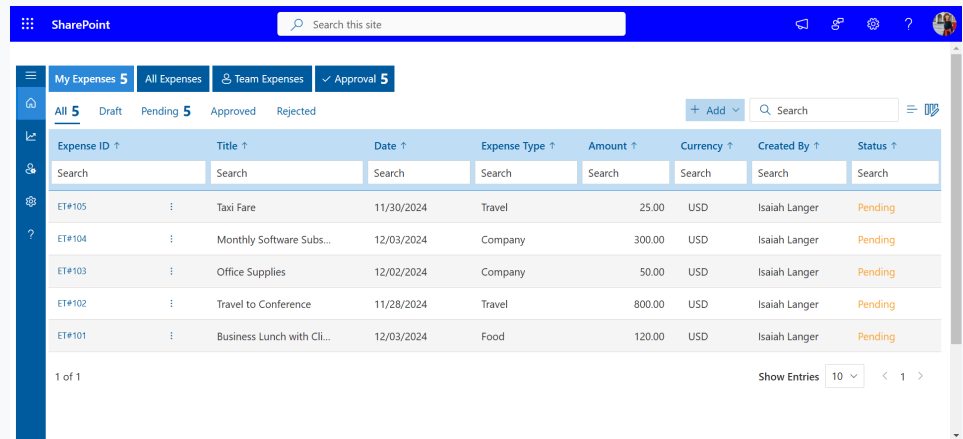 SharePoint Search this site ?
My Expenses 5 All Expenses Team Expenses Approval 5
All 5 Draft Pending 5 Approved Rejected + Add Search
Expense ID ↑ Title ↑ Date ↑ Expense Type ↑ Amount ↑ Currency ↑ Created By ↑ Status ↑
Search Search Search Search Search Search Search Search
ET#105 Taxi Fare 11/30/2024 Travel 25.00 USD Isaiah Langer Pending
?
ET#104 Monthly Software Subs... 12/03/2024 Company 300.00 USD Isaiah Langer Pending
ET#103 Office Supplies 12/02/2024 Company 50.00 USD Isaiah Langer Pending
ET#102 Travel to Conference 11/28/2024 Travel 800.00 USD Isaiah Langer Pending
ET#101 Business Lunch with Cli... 12/03/2024 Food 120.00 USD Isaiah Langer Pending
1 of 1 Show Entries 10 < 1 >